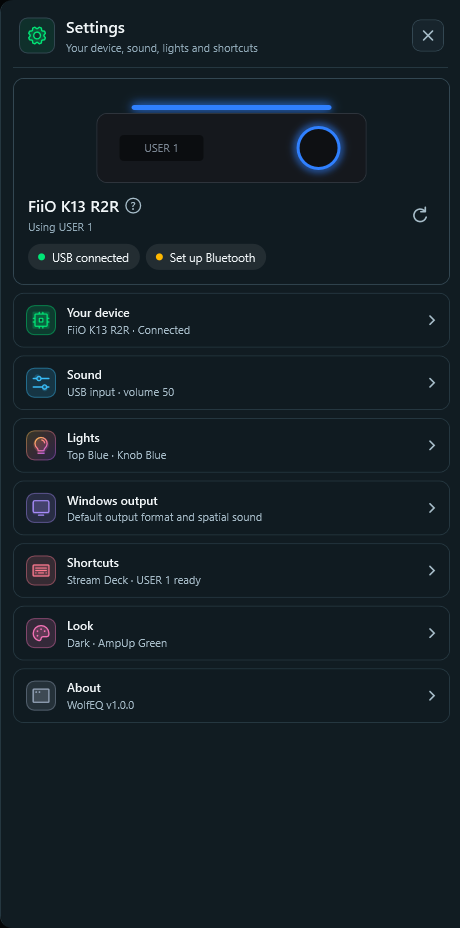 Settings
Your device, sound, lights and shortcuts
USER 1
FiiO K13 R2R ?
Using USER 1
USB connected
Set up Bluetooth
Your device
FiiO K13 R2R · Connected
Sound
USB input · volume 50
Lights
Top Blue · Knob Blue
Windows output
Default output format and spatial sound
Shortcuts
Stream Deck · USER 1 ready
Look
Dark · AmpUp Green
About
WolfEQ v1.0.0